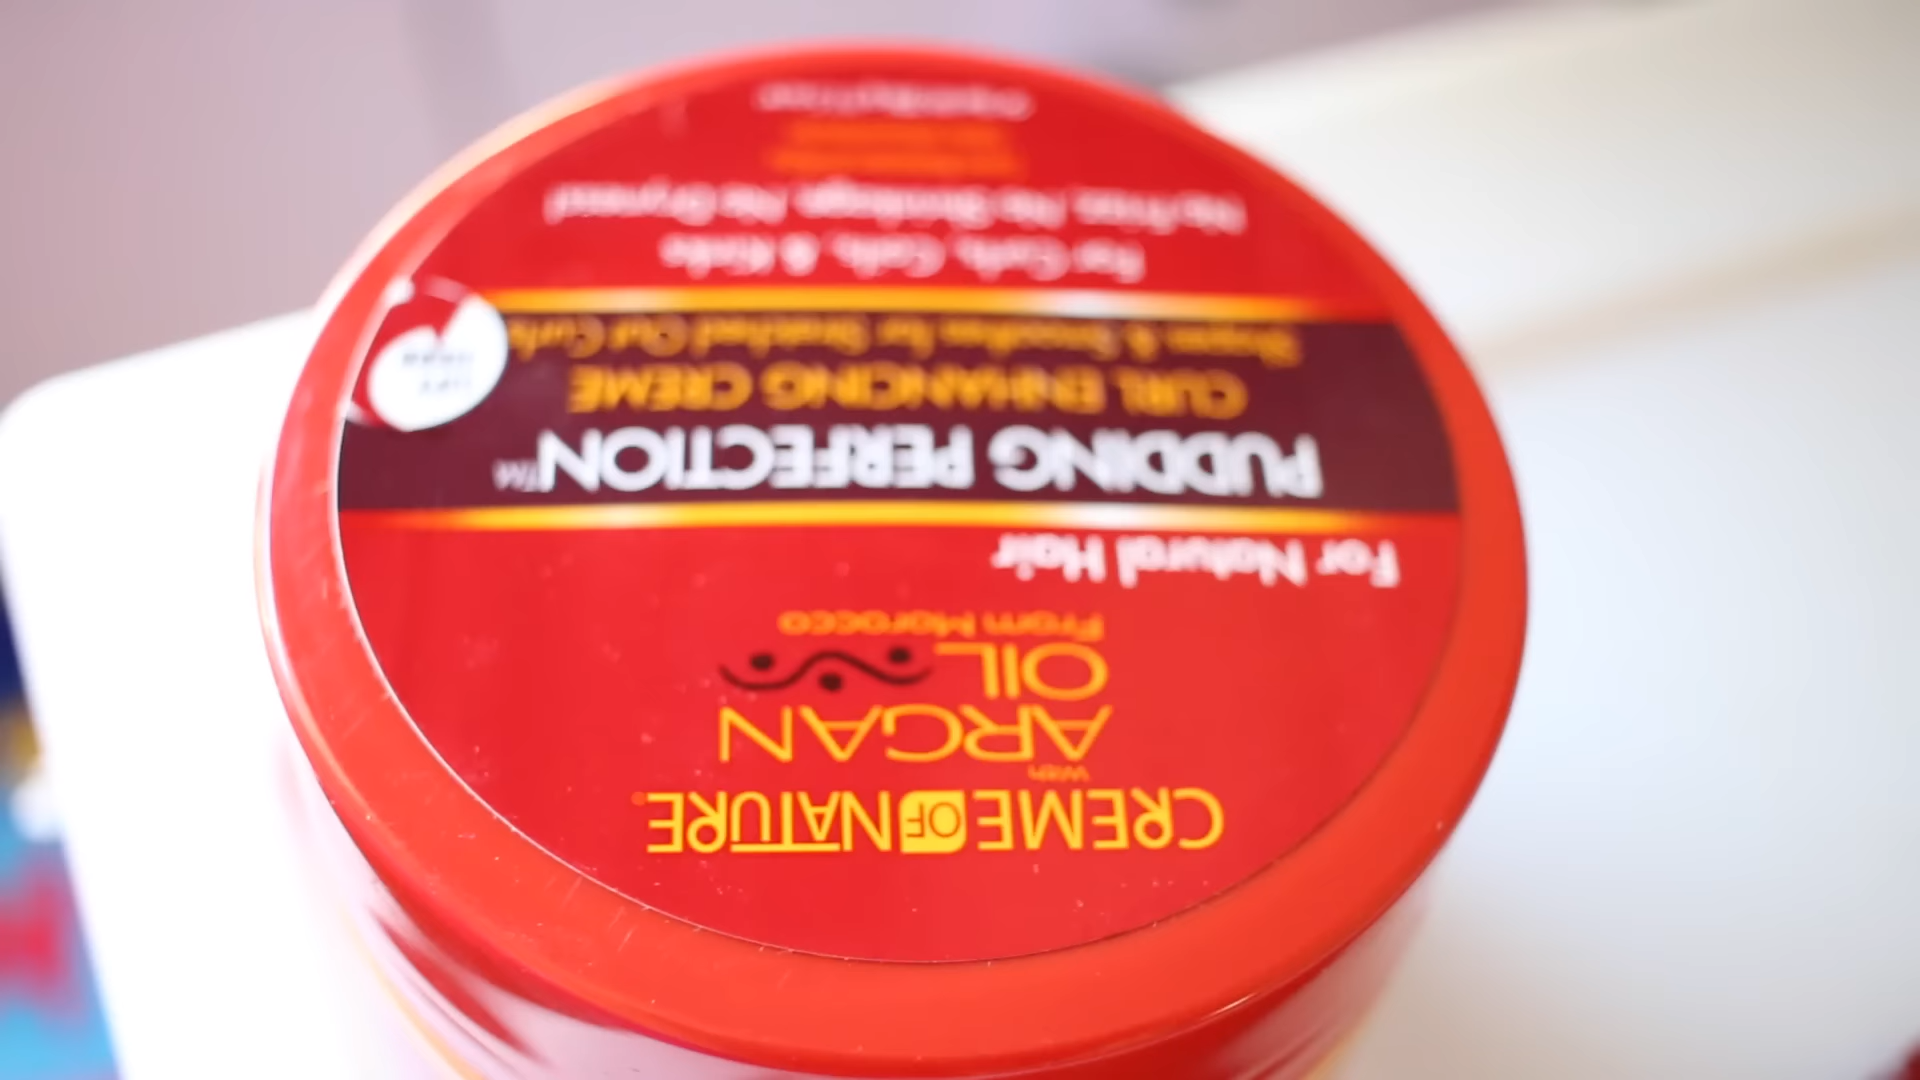 CREME OF NATURE
with
ARGAN
OIL
From Morocco
For Natural Hair
PUDDING PERFECTION™
CURL ENHANCING CREME
Shapes & Smoothes for Stretched Out Curls
For Curls, Coils, & Kinks
No Frizz, No Shrinkage, No Dryness!